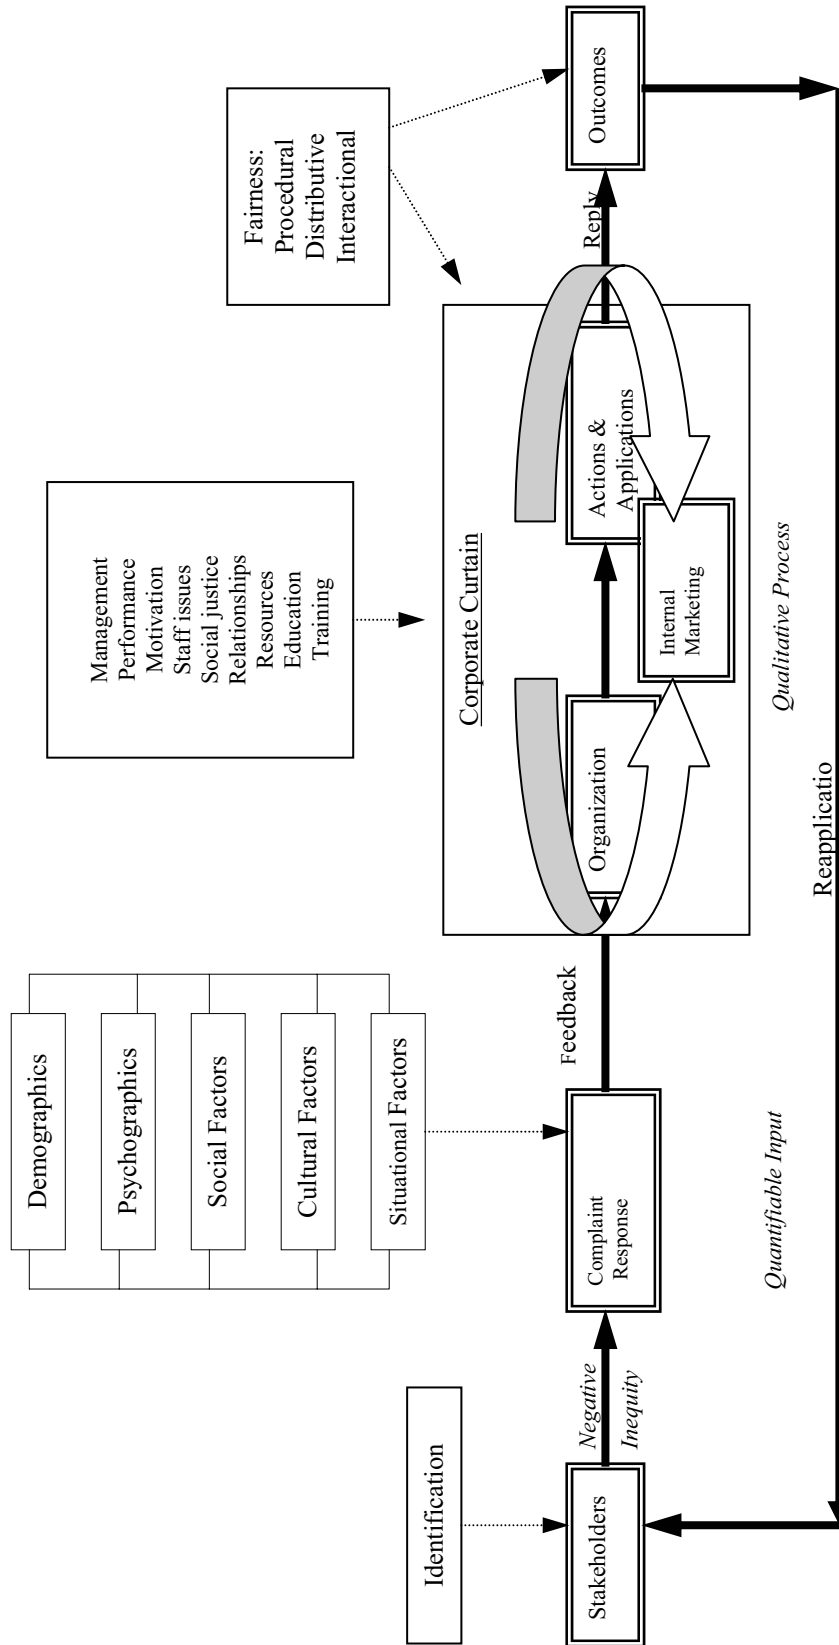 Identification
Stakeholders
Negative
Inequity
Demographics
Psychographics
Social Factors
Cultural Factors
Situational Factors
Complaint
Response
Quantifiable Input
Feedback
Management
Performance
Motivation
Staff issues
Social justice
Relationships
Resources
Education
Training
Corporate Curtain
Organization
Actions &
Applications
Internal
Marketing
Qualitative Process
Reapplicatio
Fairness:
Procedural
Distributive
Interactional
Reply
Outcomes